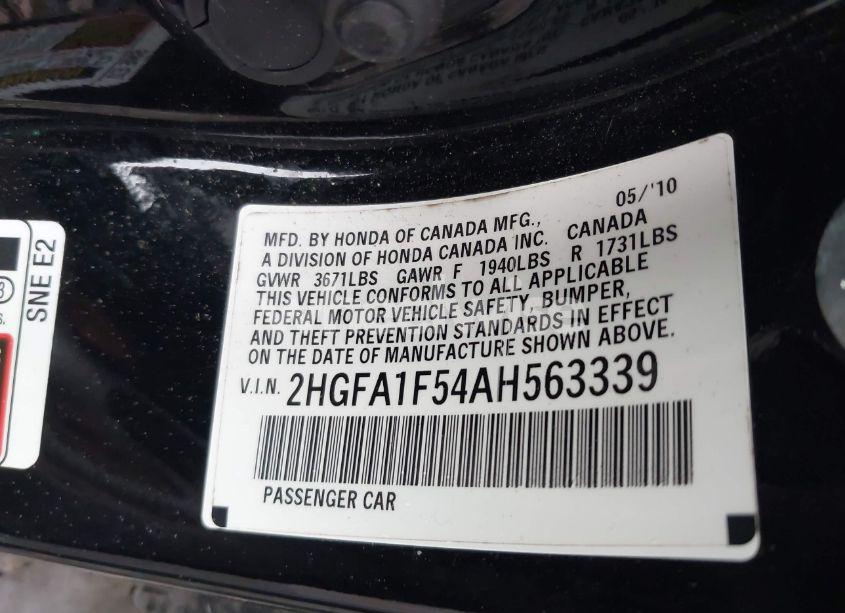 05/'10
MFD. BY HONDA OF CANADA MFG., CANADA
A DIVISION OF HONDA CANADA INC.
GVWR 3671LBS GAWR F 1940LBS R 1731LBS
THIS VEHICLE CONFORMS TO ALL APPLICABLE
FEDERAL MOTOR VEHICLE SAFETY, BUMPER,
AND THEFT PREVENTION STANDARDS IN EFFECT
ON THE DATE OF MANUFACTURE SHOWN ABOVE.
V.I.N. 2HGFA1F54AH563339
PASSENGER CAR
SNE E2